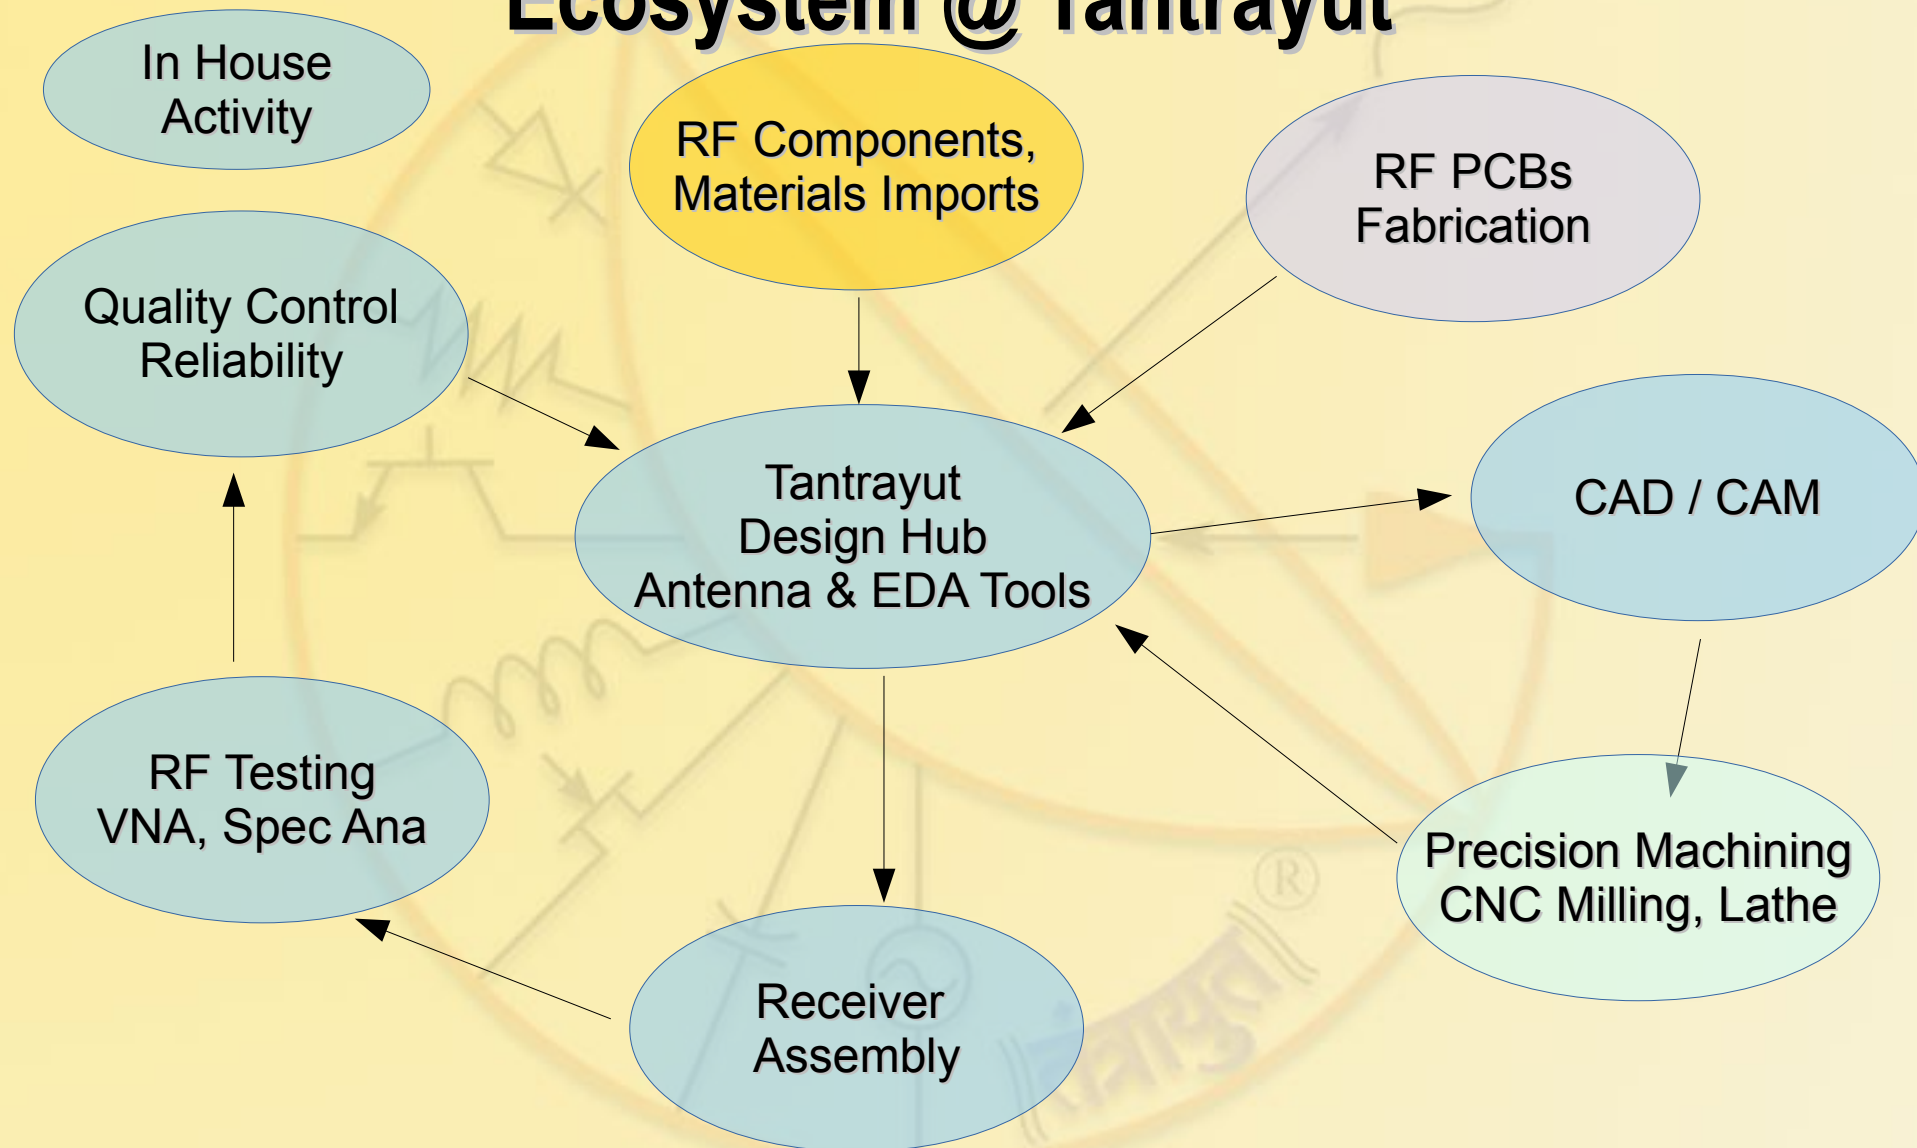 Ecosystem @ Tantrayut
In House
Activity
RF Components,
Materials Imports
RF PCBs
Fabrication
Quality Control
Reliability
Tantrayut
Design Hub
Antenna & EDA Tools
CAD / CAM
RF Testing
VNA, Spec Ana
Precision Machining
CNC Milling, Lathe
Receiver
Assembly
तंत्रायुत ®